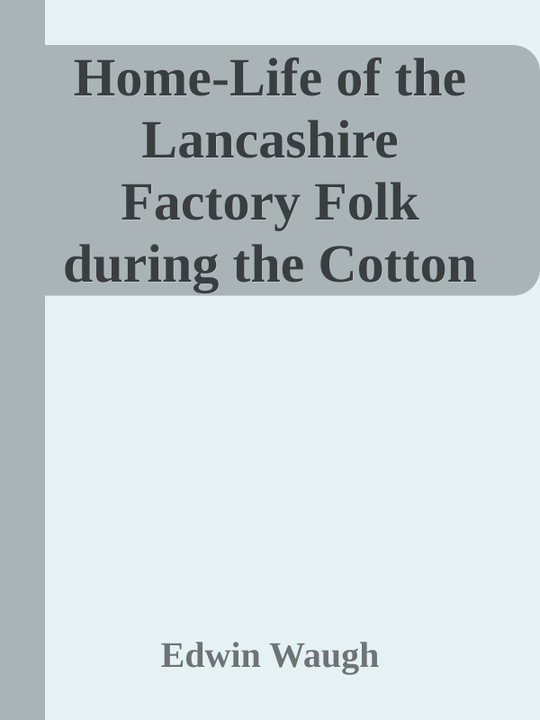 Home-Life of the
Lancashire
Factory Folk
during the Cotton
Edwin Waugh